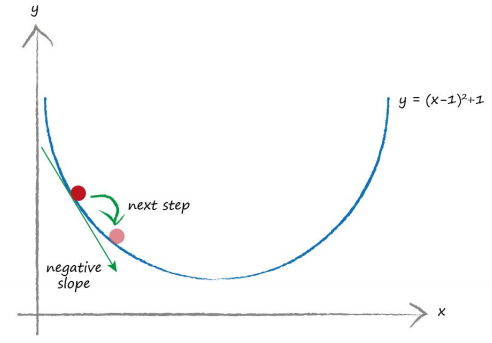 y
y = (x-1)²+1
next step
negative
slope
x